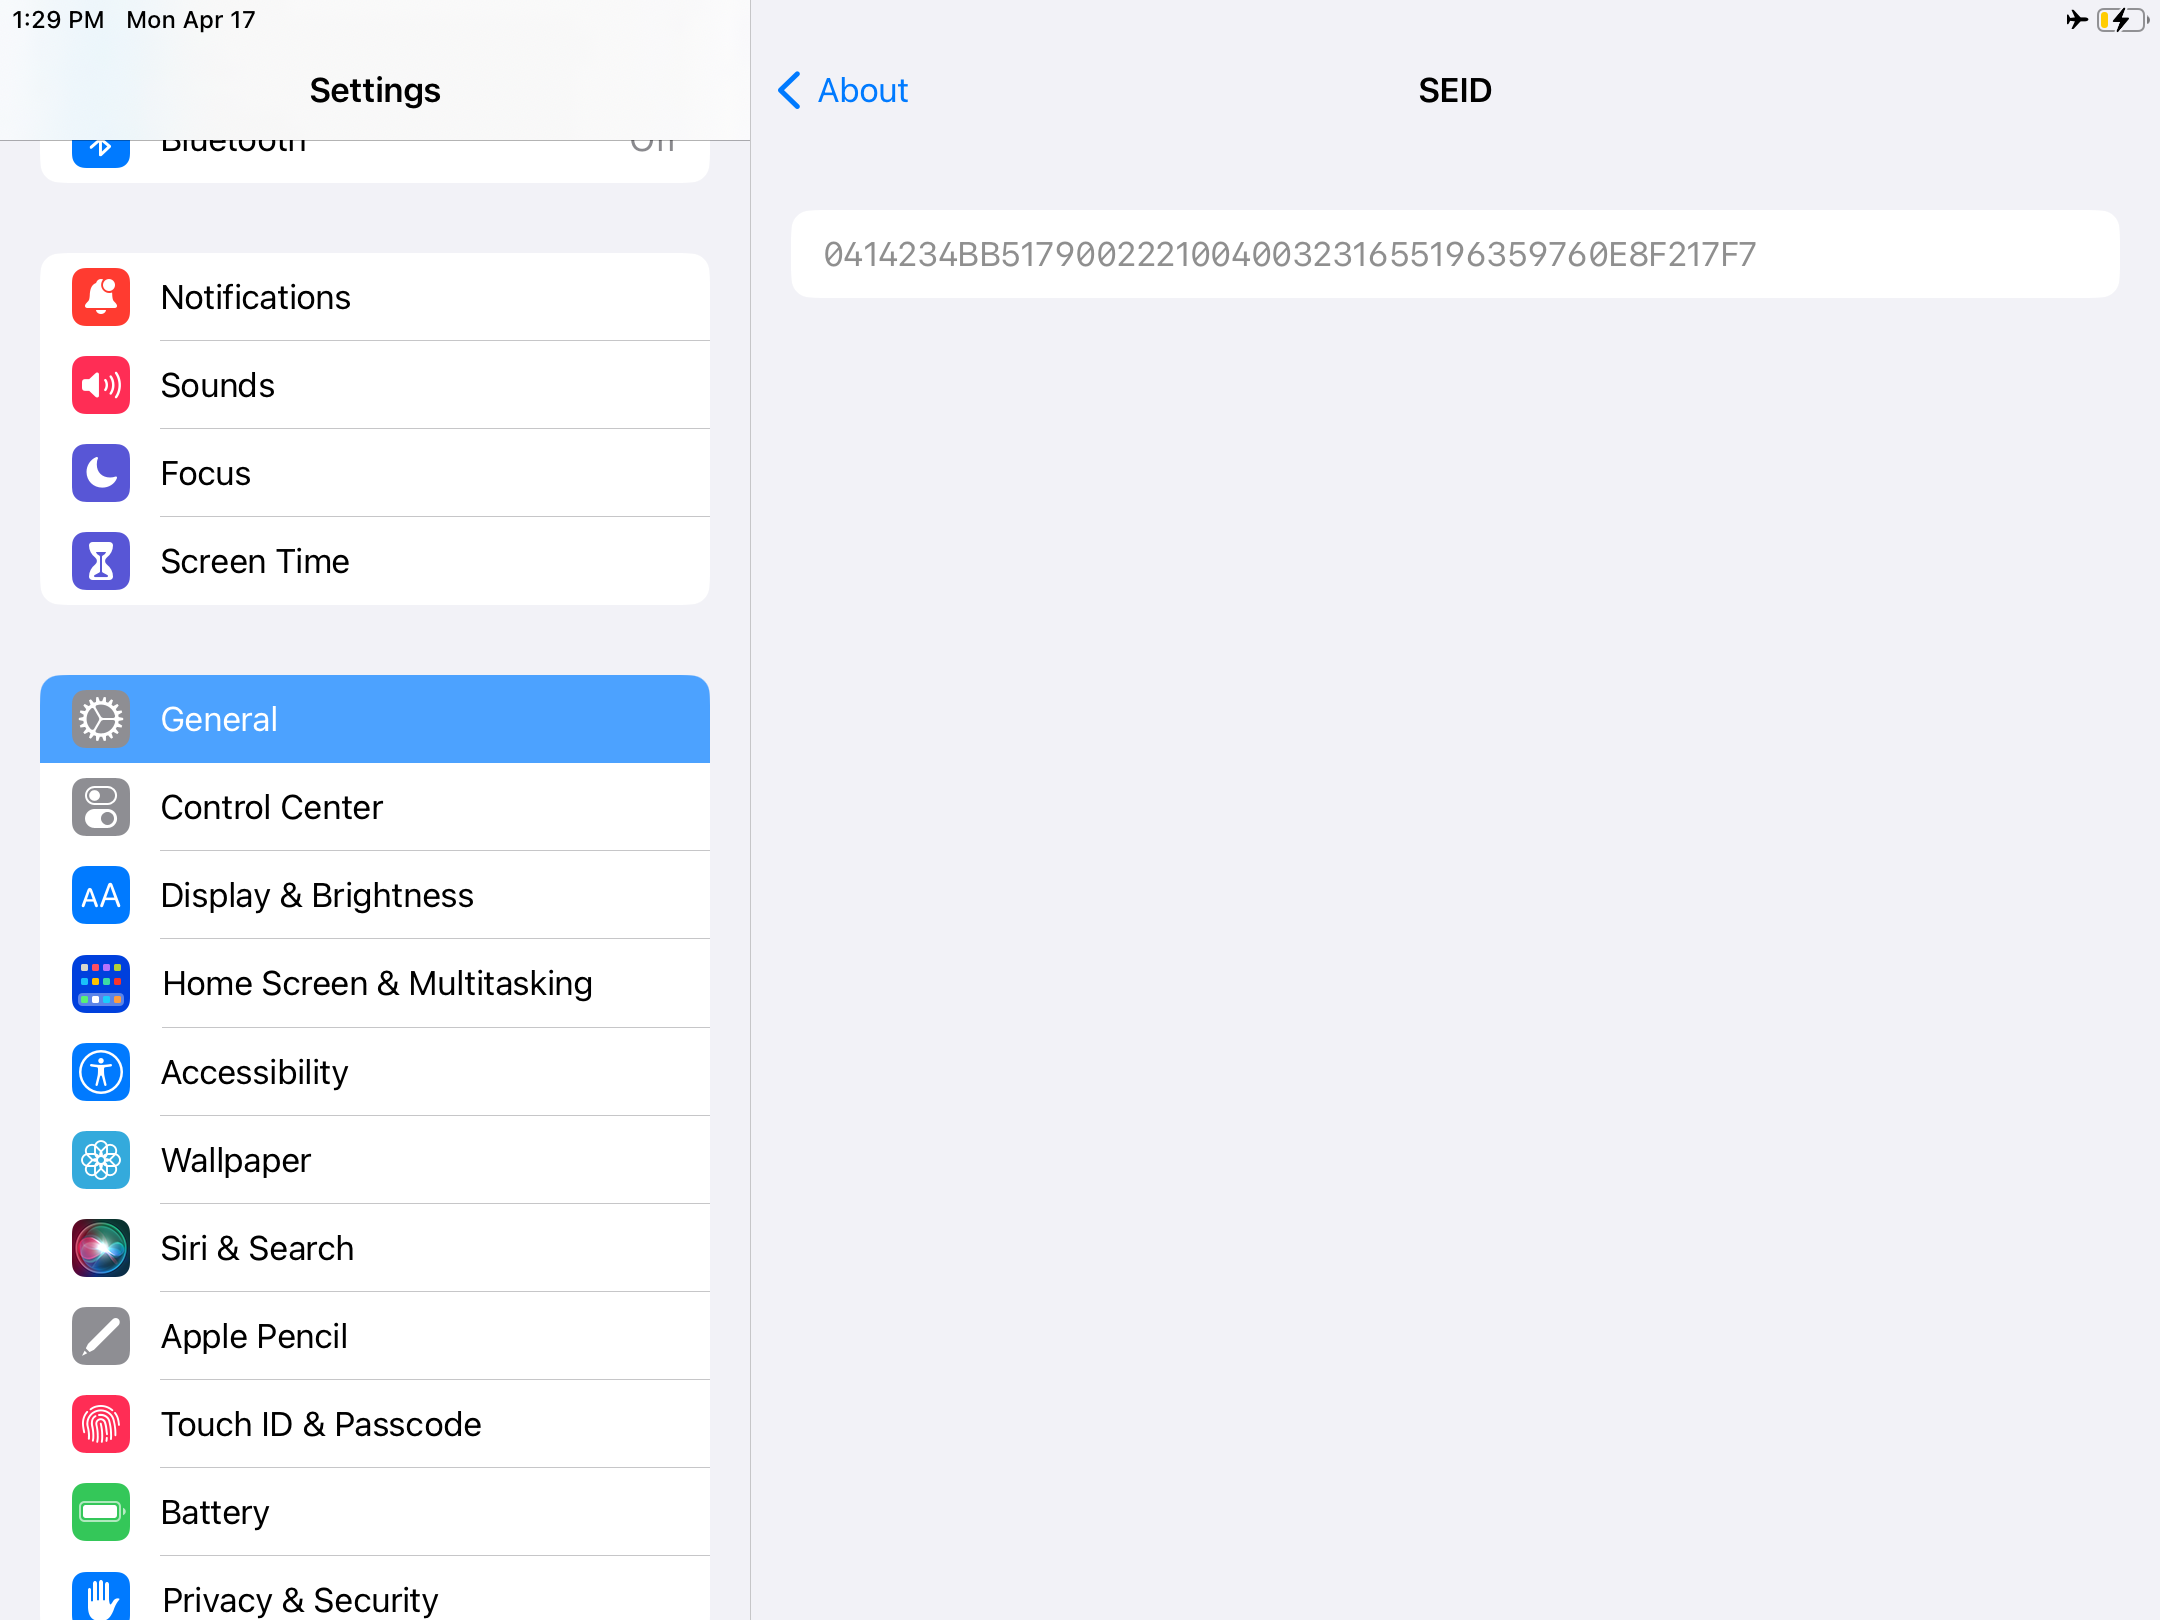 1:29 PM Mon Apr 17
Settings
Bluetooth Off
Notifications
Sounds
Focus
Screen Time
General
Control Center
AA Display & Brightness
Home Screen & Multitasking
Accessibility
Wallpaper
Siri & Search
Apple Pencil
Touch ID & Passcode
Battery
Privacy & Security
About
SEID
0414234BB51790022210040032316551963597​60E8F217F7